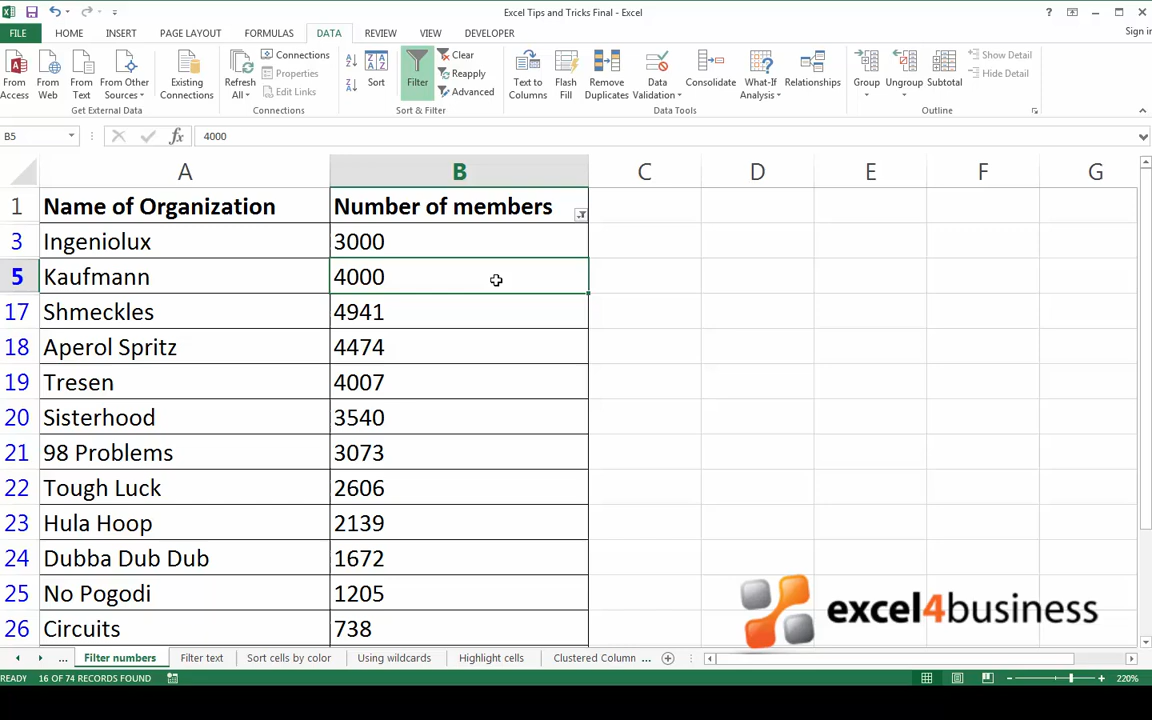 Excel Tips and Tricks Final - Excel
?
FILE HOME INSERT PAGE LAYOUT FORMULAS DATA REVIEW VIEW DEVELOPER
Sign in
From Access
From Web
From Text
From Other Sources
Get External Data
Existing Connections
Refresh All
Connections
Properties
Edit Links
Connections
Sort
Filter
Clear
Reapply
Advanced
Sort & Filter
Text to Columns
Flash Fill
Remove Duplicates
Data Validation
Consolidate
What-If Analysis
Relationships
Data Tools
Group
Ungroup
Subtotal
Show Detail
Hide Detail
Outline
B5 fx 4000
A B C D E F G
1 Name of Organization Number of members
3 Ingeniolux 3000
5 Kaufmann 4000
17 Shmeckles 4941
18 Aperol Spritz 4474
19 Tresen 4007
20 Sisterhood 3540
21 98 Problems 3073
22 Tough Luck 2606
23 Hula Hoop 2139
24 Dubba Dub Dub 1672
25 No Pogodi 1205
26 Circuits 738
excel4business
... Filter numbers Filter text Sort cells by color Using wildcards Highlight cells Clustered Column ...
READY 16 OF 74 RECORDS FOUND 220%